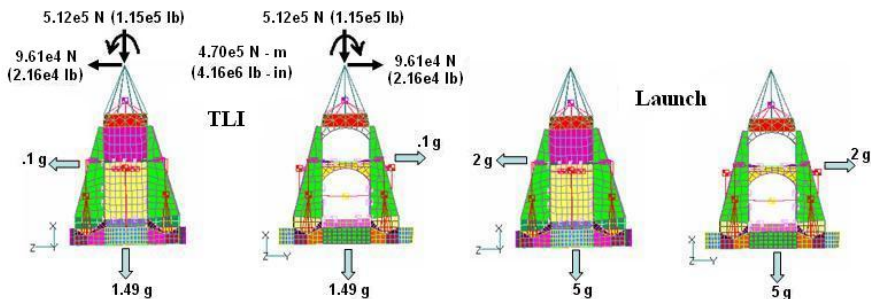 5.12e5 N (1.15e5 lb)
5.12e5 N (1.15e5 lb)
9.61e4 N
(2.16e4 lb)
4.70e5 N - m
(4.16e6 lb - in)
9.61e4 N
(2.16e4 lb)
TLI
Launch
.1 g
.1 g
2 g
2 g
X
Z
Y
X
Z
Y
X
Z
Y
X
Z
Y
1.49 g
1.49 g
5 g
5 g